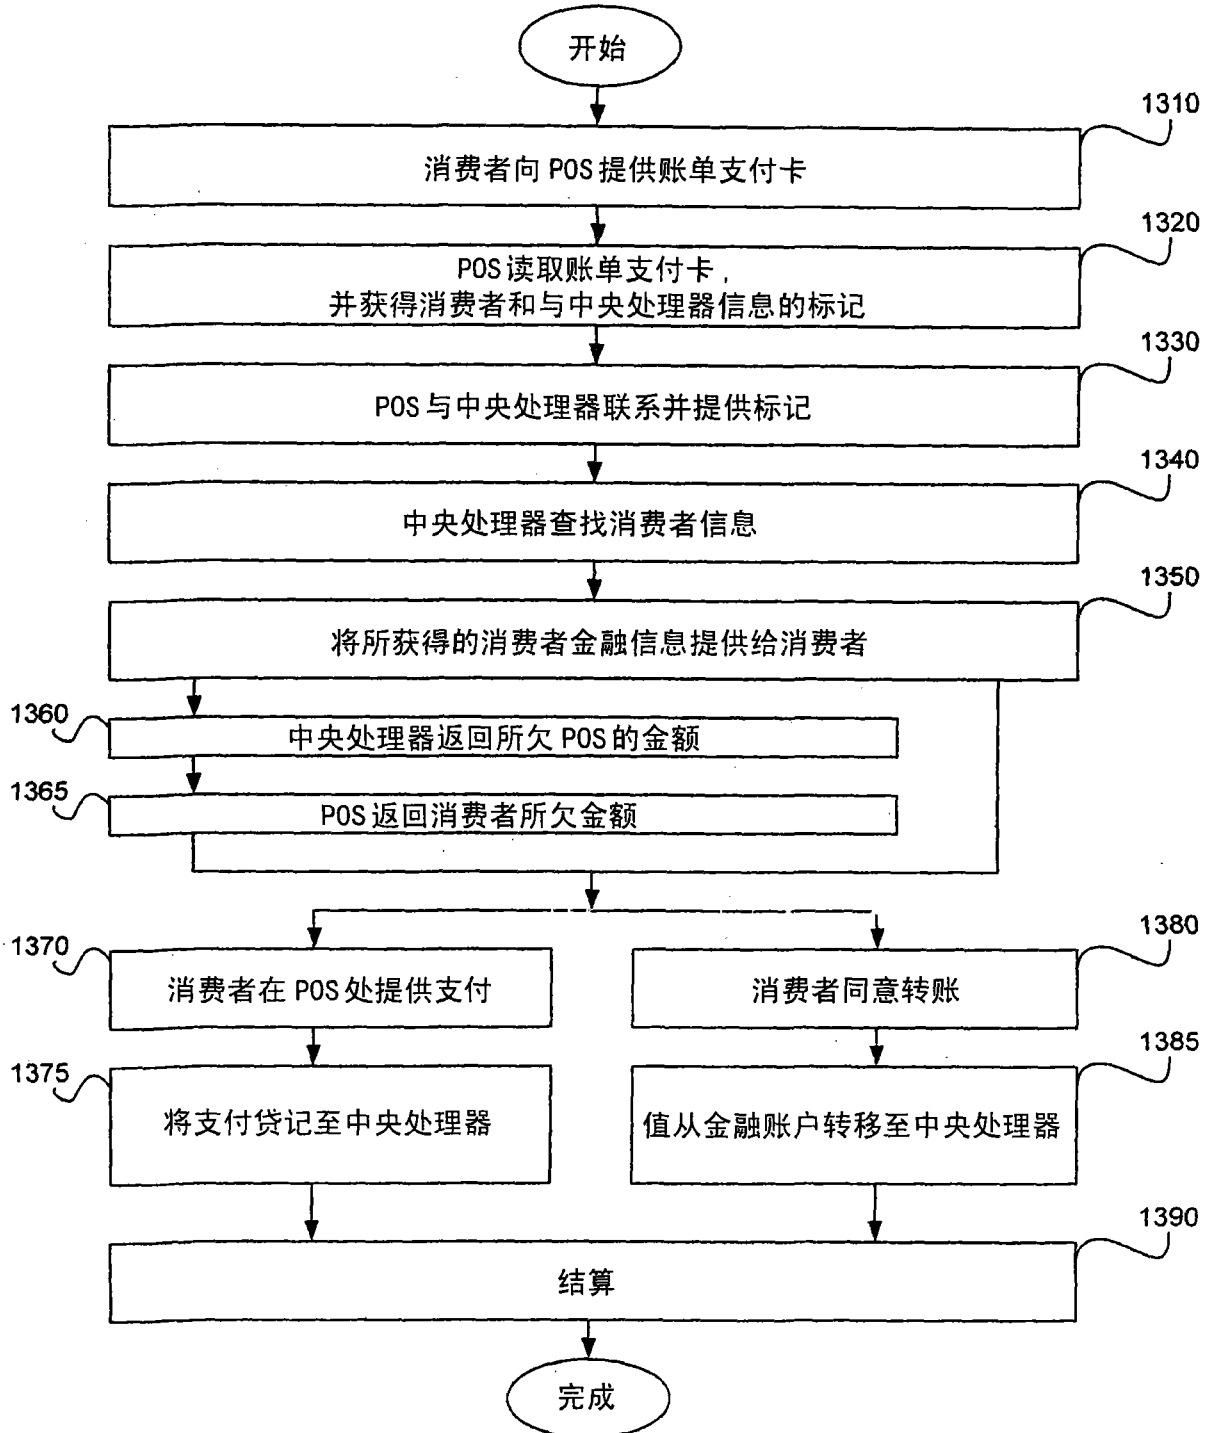 开始
1310
消费者向 POS 提供账单支付卡
1320
POS 读取账单支付卡，
并获得消费者和与中央处理器信息的标记
1330
POS 与中央处理器联系并提供标记
1340
中央处理器查找消费者信息
1350
将所获得的消费者金融信息提供给消费者
1360
中央处理器返回所欠 POS 的金额
1365
POS 返回消费者所欠金额
1370
消费者在 POS 处提供支付
1380
消费者同意转账
1375
将支付贷记至中央处理器
1385
值从金融账户转移至中央处理器
1390
结算
完成